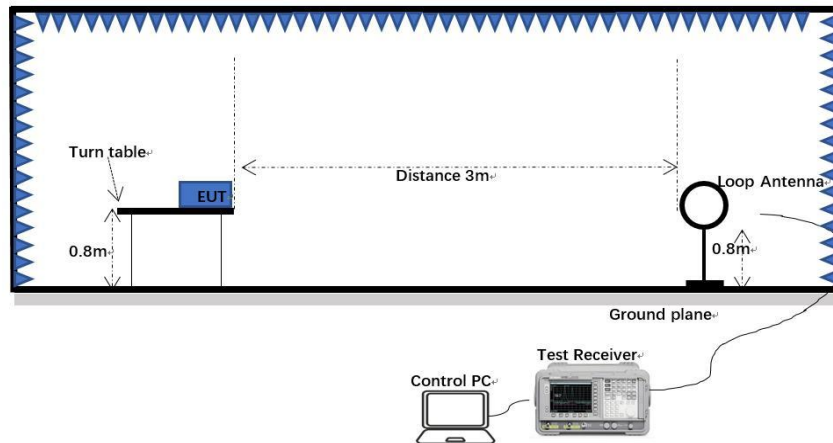 Turn table
Distance 3m
Loop Antenna
EUT
0.8m
0.8m
Ground plane
Test Receiver
Control PC